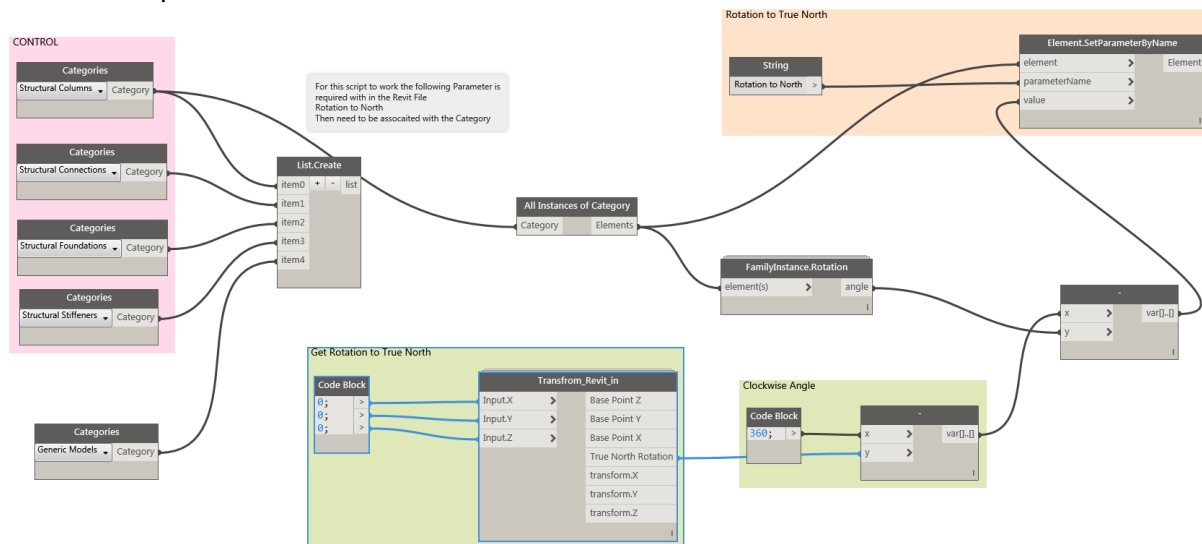 CONTROL
Categories
Structural Columns Category
Categories
Structural Connections Category
Categories
Structural Foundations Category
Categories
Structural Stiffeners Category
Categories
Generic Models Category
For this script to work the following Parameter is
required with in the Revit File
Rotation to North
Then need to be assocaited with the Category
List.Create
item0 + - list
item1
item2
item3
item4
All Instances of Category
Category Elements
Rotation to True North
String
Rotation to North >
Element.SetParameterByName
element > Element
parameterName >
value >
FamilyInstance.Rotation
element(s) > angle
-
x > var[]..[]
y >
Get Rotation to True North
Code Block
0; >
0; >
0; >
Transfrom_Revit_in
Input.X > Base Point Z
Input.Y > Base Point Y
Input.Z > Base Point X
True North Rotation
transform.X
transform.Y
transform.Z
Clockwise Angle
Code Block
360; >
-
x > var[]..[]
y >